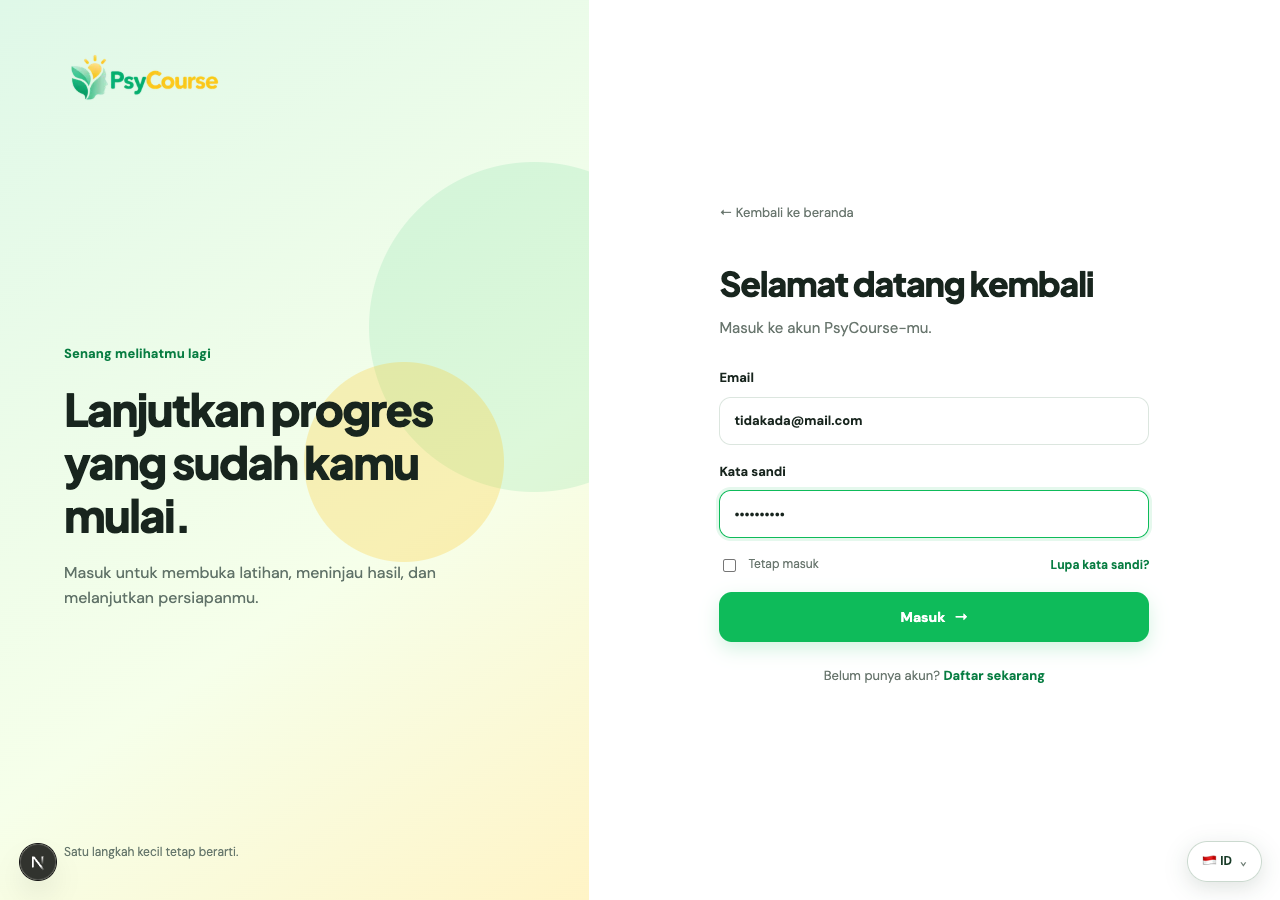 PsyCourse
Senang melihatmu lagi
Lanjutkan progres
yang sudah kamu
mulai.
Masuk untuk membuka latihan, meninjau hasil, dan
melanjutkan persiapanmu.
Satu langkah kecil tetap berarti.
N
← Kembali ke beranda
Selamat datang kembali
Masuk ke akun PsyCourse-mu.
Email
tidakada@mail.com
Kata sandi
••••••••••
Tetap masuk
Lupa kata sandi?
Masuk →
Belum punya akun? Daftar sekarang
🇮🇩 ID ⌄